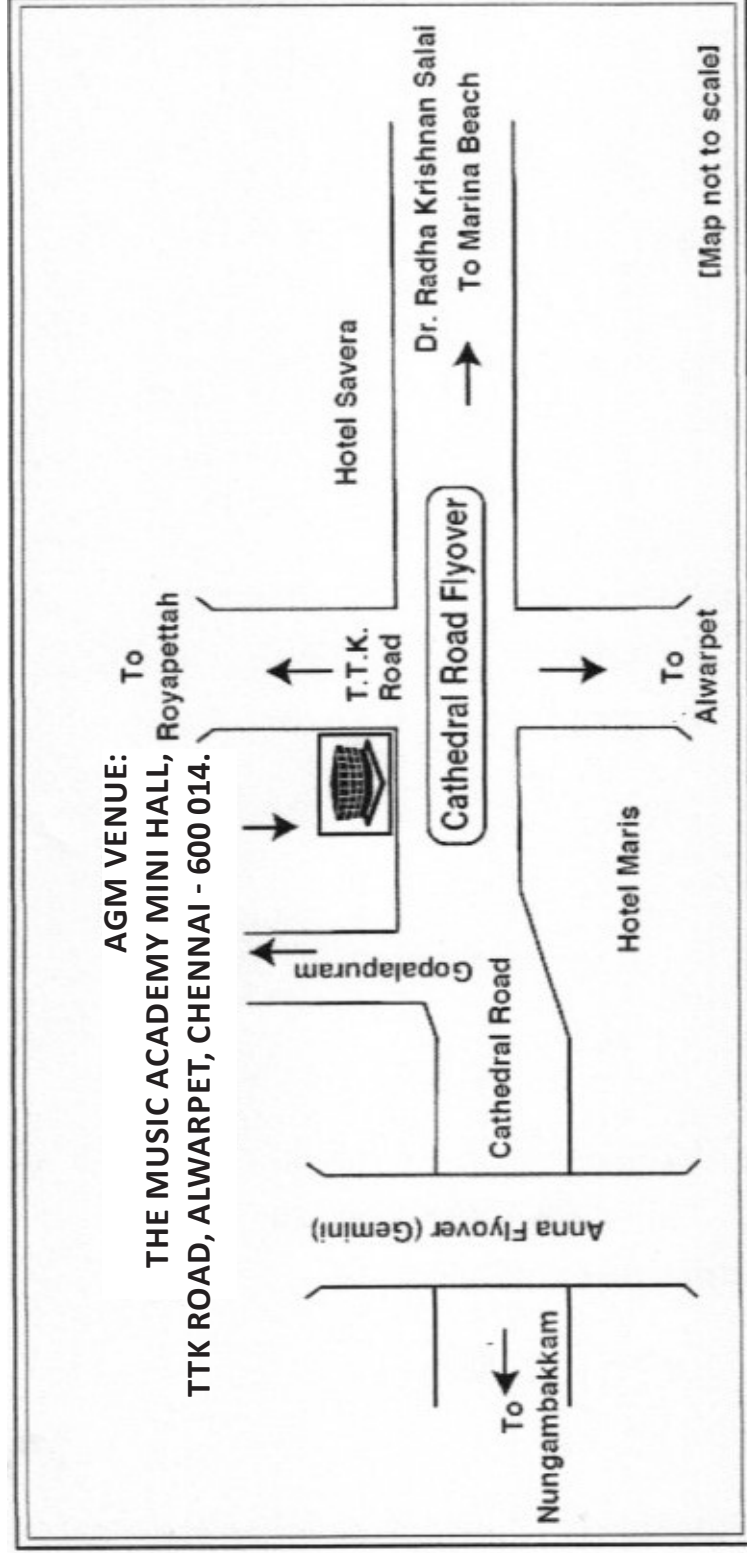 AGM VENUE:
THE MUSIC ACADEMY MINI HALL,
TTK ROAD, ALWARPET, CHENNAI - 600 014.
To
Royapettah
T.T.K.
Road
Hotel Savera
Gopalapuram
Cathedral Road Flyover
Dr. Radha Krishnan Salai
To Marina Beach
Cathedral Road
Anna Flyover (Gemini)
To
Nungambakkam
Hotel Maris
To
Alwarpet
[Map not to scale]